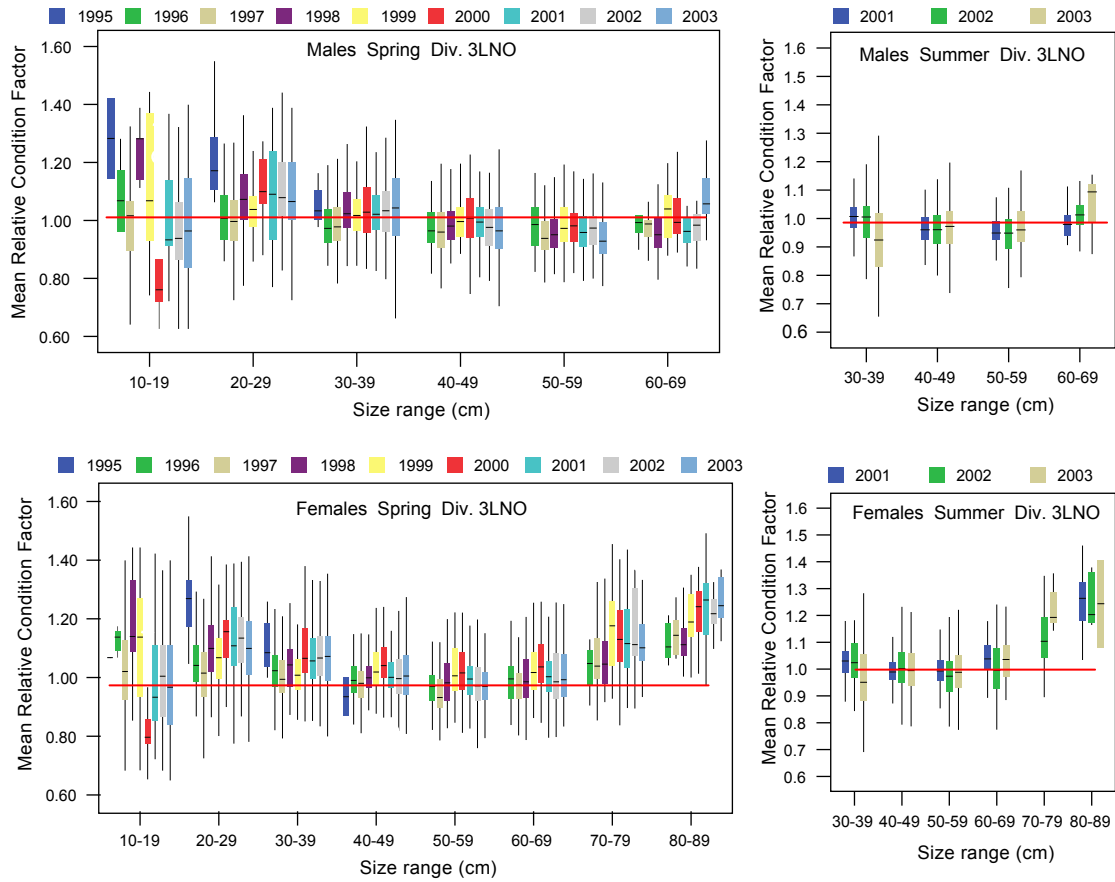 1995 1996 1997 1998 1999 2000 2001 2002 2003
Males Spring Div. 3LNO
Mean Relative Condition Factor
1.60
1.40
1.20
1.00
0.80
0.60
10-19 20-29 30-39 40-49 50-59 60-69
Size range (cm)
2001 2002 2003
Males Summer Div. 3LNO
Mean Relative Condition Factor
1.6
1.5
1.4
1.3
1.2
1.1
1.0
0.9
0.8
0.7
0.6
30-39 40-49 50-59 60-69
Size range (cm)
1995 1996 1997 1998 1999 2000 2001 2002 2003
Females Spring Div. 3LNO
Mean Relative Condition Factor
1.60
1.40
1.20
1.00
0.80
0.60
10-19 20-29 30-39 40-49 50-59 60-69 70-79 80-89
Size range (cm)
2001 2002 2003
Females Summer Div. 3LNO
Mean Relative Condition Factor
1.6
1.5
1.4
1.3
1.2
1.1
1.0
0.9
0.8
0.7
0.6
30-39 40-49 50-59 60-69 70-79 80-89
Size range (cm)